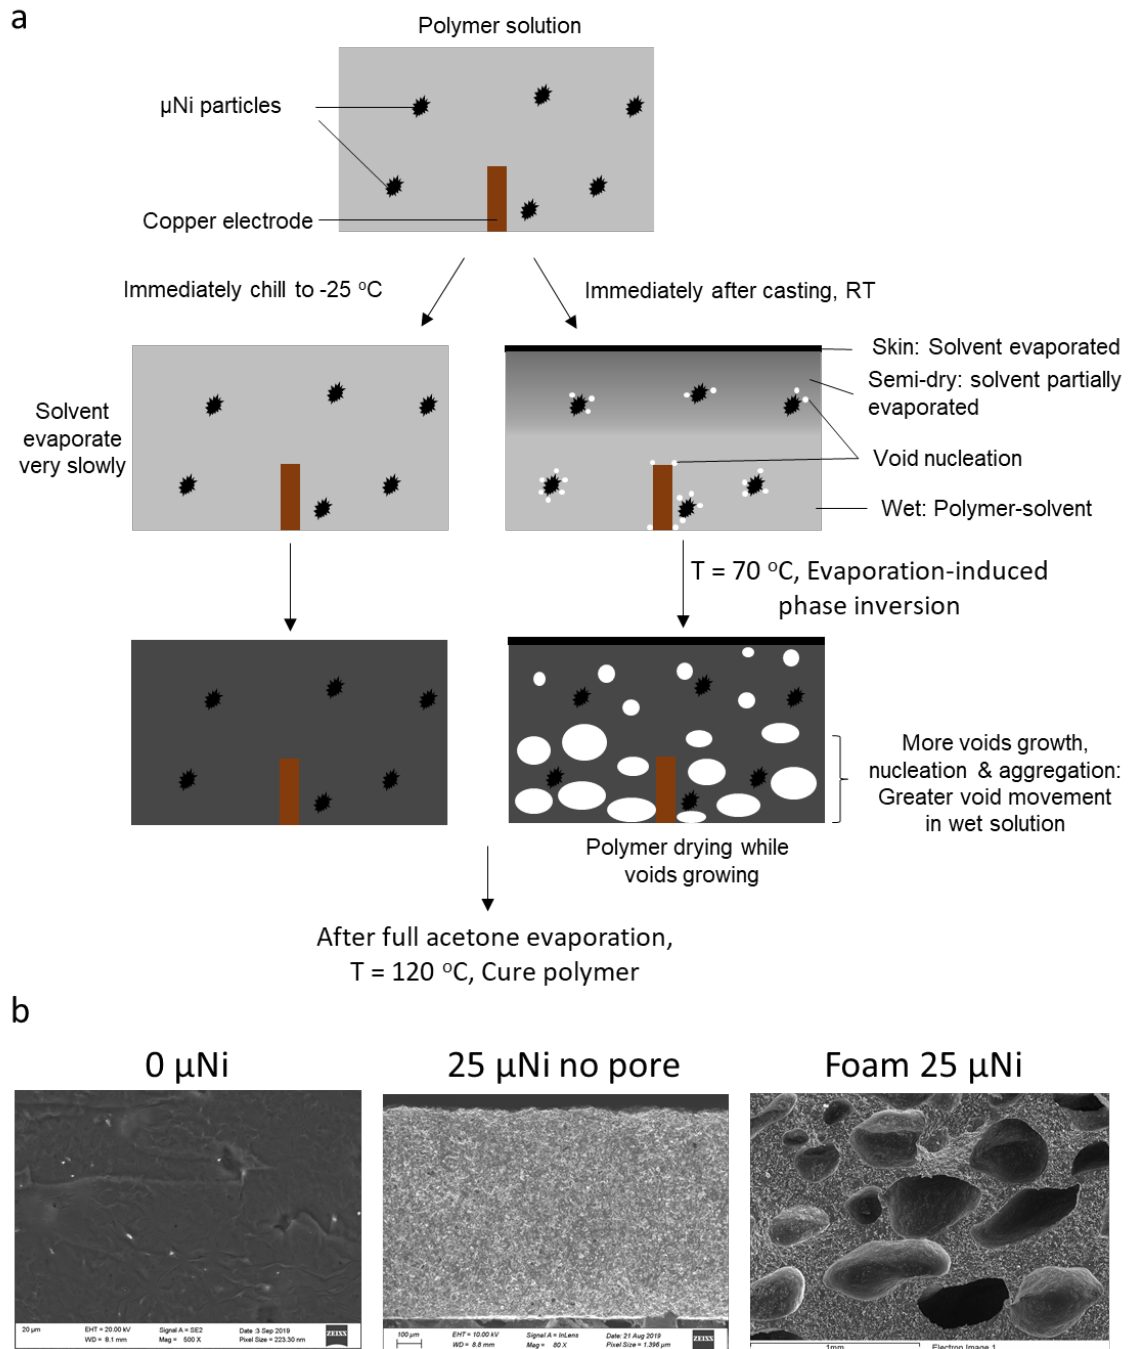 a
Polymer solution
µNi particles
Copper electrode
Immediately chill to -25 °C
Immediately after casting, RT
Solvent
evaporate
very slowly
Skin: Solvent evaporated
Semi-dry: solvent partially
evaporated
Void nucleation
Wet: Polymer-solvent
T = 70 °C, Evaporation-induced
phase inversion
More voids growth,
nucleation & aggregation:
Greater void movement
in wet solution
Polymer drying while
voids growing
After full acetone evaporation,
T = 120 °C, Cure polymer
b
0 µNi
25 µNi no pore
Foam 25 µNi
20 µm
EHT = 20.00 kV
WD = 8.1 mm
Signal A = SE2
Mag = 500 X
Date :3 Sep 2019
Pixel Size = 223.30 nm
ZEISS
100 µm
EHT = 10.00 kV
WD = 8.8 mm
Signal A = InLens
Mag = 80 X
Date :21 Aug 2019
Pixel Size = 1.396 µm
ZEISS
1mm
Electron Image 1